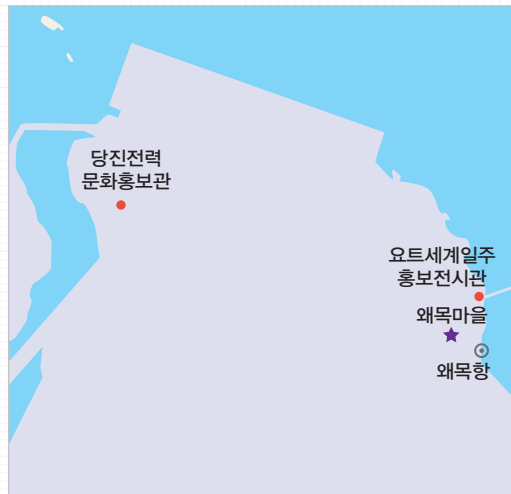 당진전력
문화홍보관
요트세계일주
홍보전시관
왜목마을
왜목항